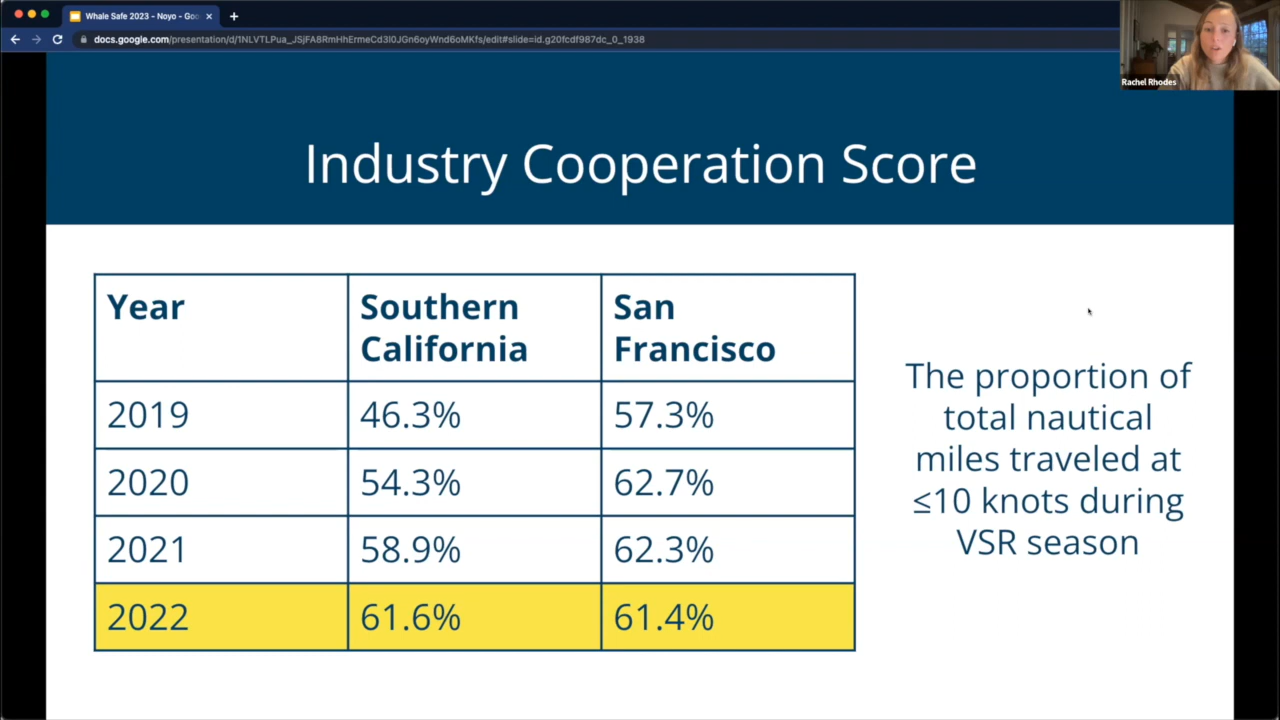 Whale Safe 2023 - Noyo - Goo
docs.google.com/presentation/d/1NLVTLPua_JSjFA8RmHhErmeCd3I0JGn6oyWnd6oMKfs/edit#slide=id.g20fcdf987dc_0_1938
Rachel Rhodes
Industry Cooperation Score
Year Southern California San Francisco
2019 46.3% 57.3%
2020 54.3% 62.7%
2021 58.9% 62.3%
2022 61.6% 61.4%
The proportion of
total nautical
miles traveled at
≤10 knots during
VSR season